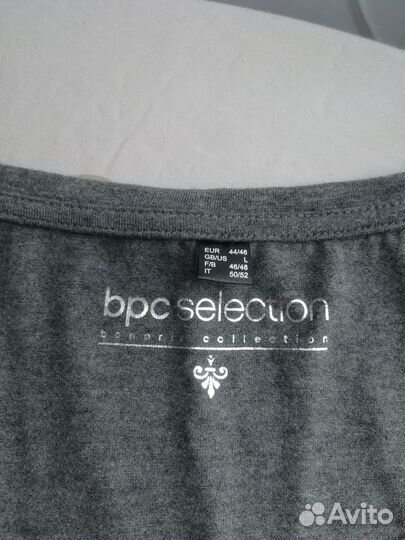 EUR 44/46
GB/US L
F/B 46/48
IT 50/52
bpc selection
bonprix collection
Avito